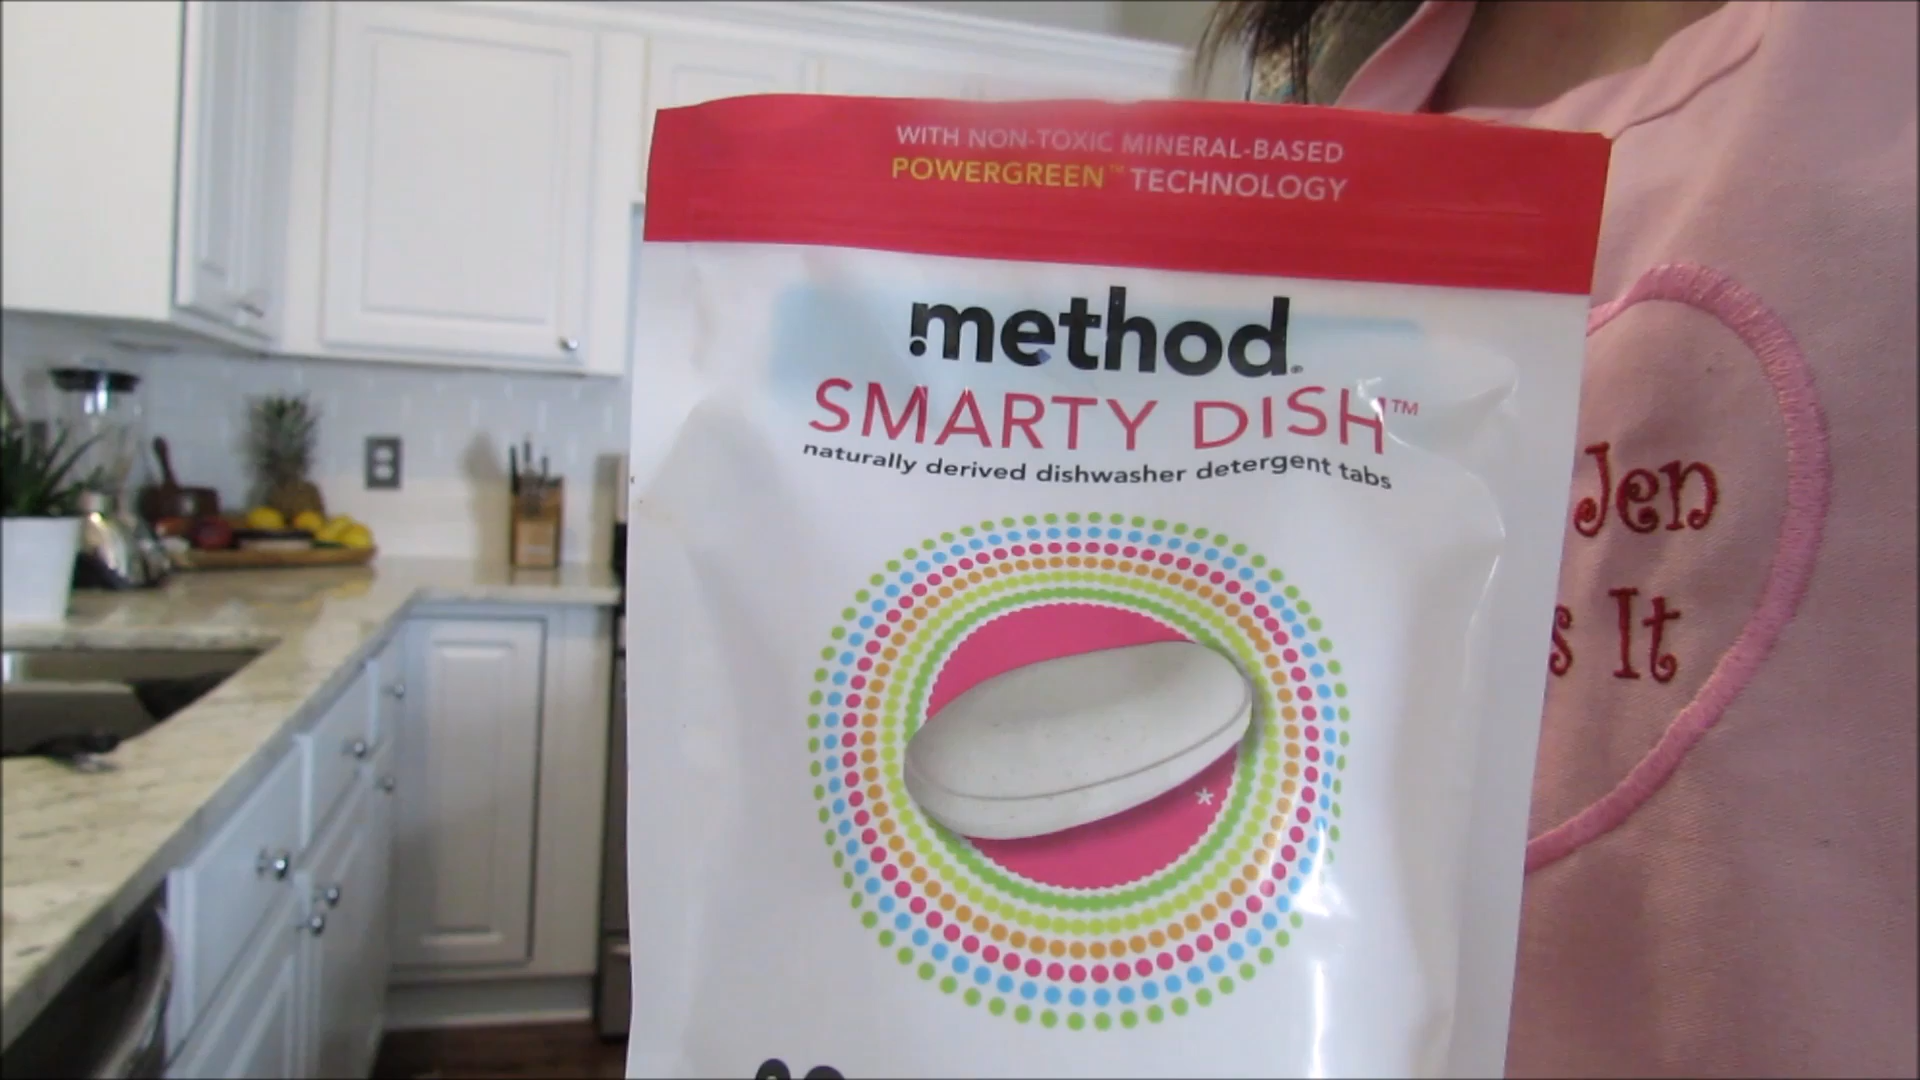 WITH NON-TOXIC MINERAL-BASED
POWERGREEN™ TECHNOLOGY
method®
SMARTY DISH™
naturally derived dishwasher detergent tabs
*
Jen
s It